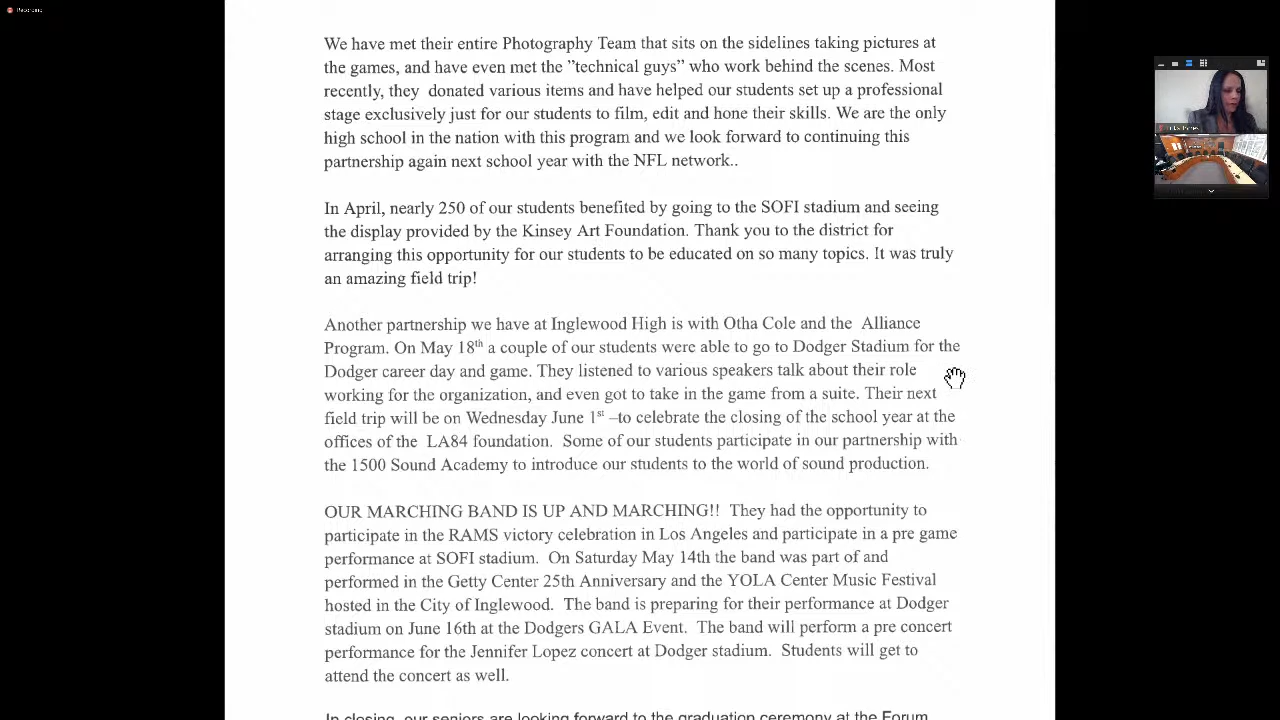 Recording
We have met their entire Photography Team that sits on the sidelines taking pictures at
the games, and have even met the ”technical guys” who work behind the scenes. Most
recently, they donated various items and have helped our students set up a professional
stage exclusively just for our students to film, edit and hone their skills. We are the only
high school in the nation with this program and we look forward to continuing this
partnership again next school year with the NFL network..
In April, nearly 250 of our students benefited by going to the SOFI stadium and seeing
the display provided by the Kinsey Art Foundation. Thank you to the district for
arranging this opportunity for our students to be educated on so many topics. It was truly
an amazing field trip!
Another partnership we have at Inglewood High is with Otha Cole and the Alliance
Program. On May 18th a couple of our students were able to go to Dodger Stadium for the
Dodger career day and game. They listened to various speakers talk about their role
working for the organization, and even got to take in the game from a suite. Their next
field trip will be on Wednesday June 1st –to celebrate the closing of the school year at the
offices of the LA84 foundation. Some of our students participate in our partnership with
the 1500 Sound Academy to introduce our students to the world of sound production.
OUR MARCHING BAND IS UP AND MARCHING!! They had the opportunity to
participate in the RAMS victory celebration in Los Angeles and participate in a pre game
performance at SOFI stadium. On Saturday May 14th the band was part of and
performed in the Getty Center 25th Anniversary and the YOLA Center Music Festival
hosted in the City of Inglewood. The band is preparing for their performance at Dodger
stadium on June 16th at the Dodgers GALA Event. The band will perform a pre concert
performance for the Jennifer Lopez concert at Dodger stadium. Students will get to
attend the concert as well.
In closing, our seniors are looking forward to the graduation ceremony at the Forum